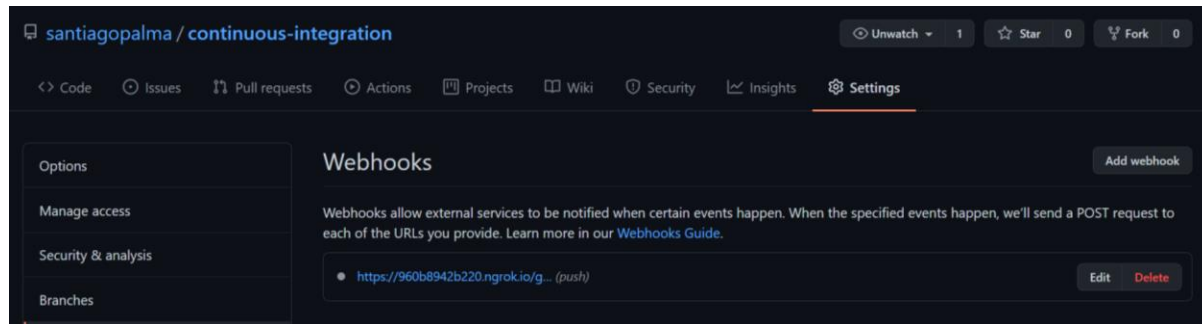 santiagopalma / continuous-integration
Unwatch 1 Star 0 Fork 0
<> Code Issues Pull requests Actions Projects Wiki Security Insights Settings
Options
Manage access
Security & analysis
Branches
Webhooks
Add webhook
Webhooks allow external services to be notified when certain events happen. When the specified events happen, we'll send a POST request to
each of the URLs you provide. Learn more in our Webhooks Guide.
https://960b8942b220.ngrok.io/g... (push)
Edit Delete